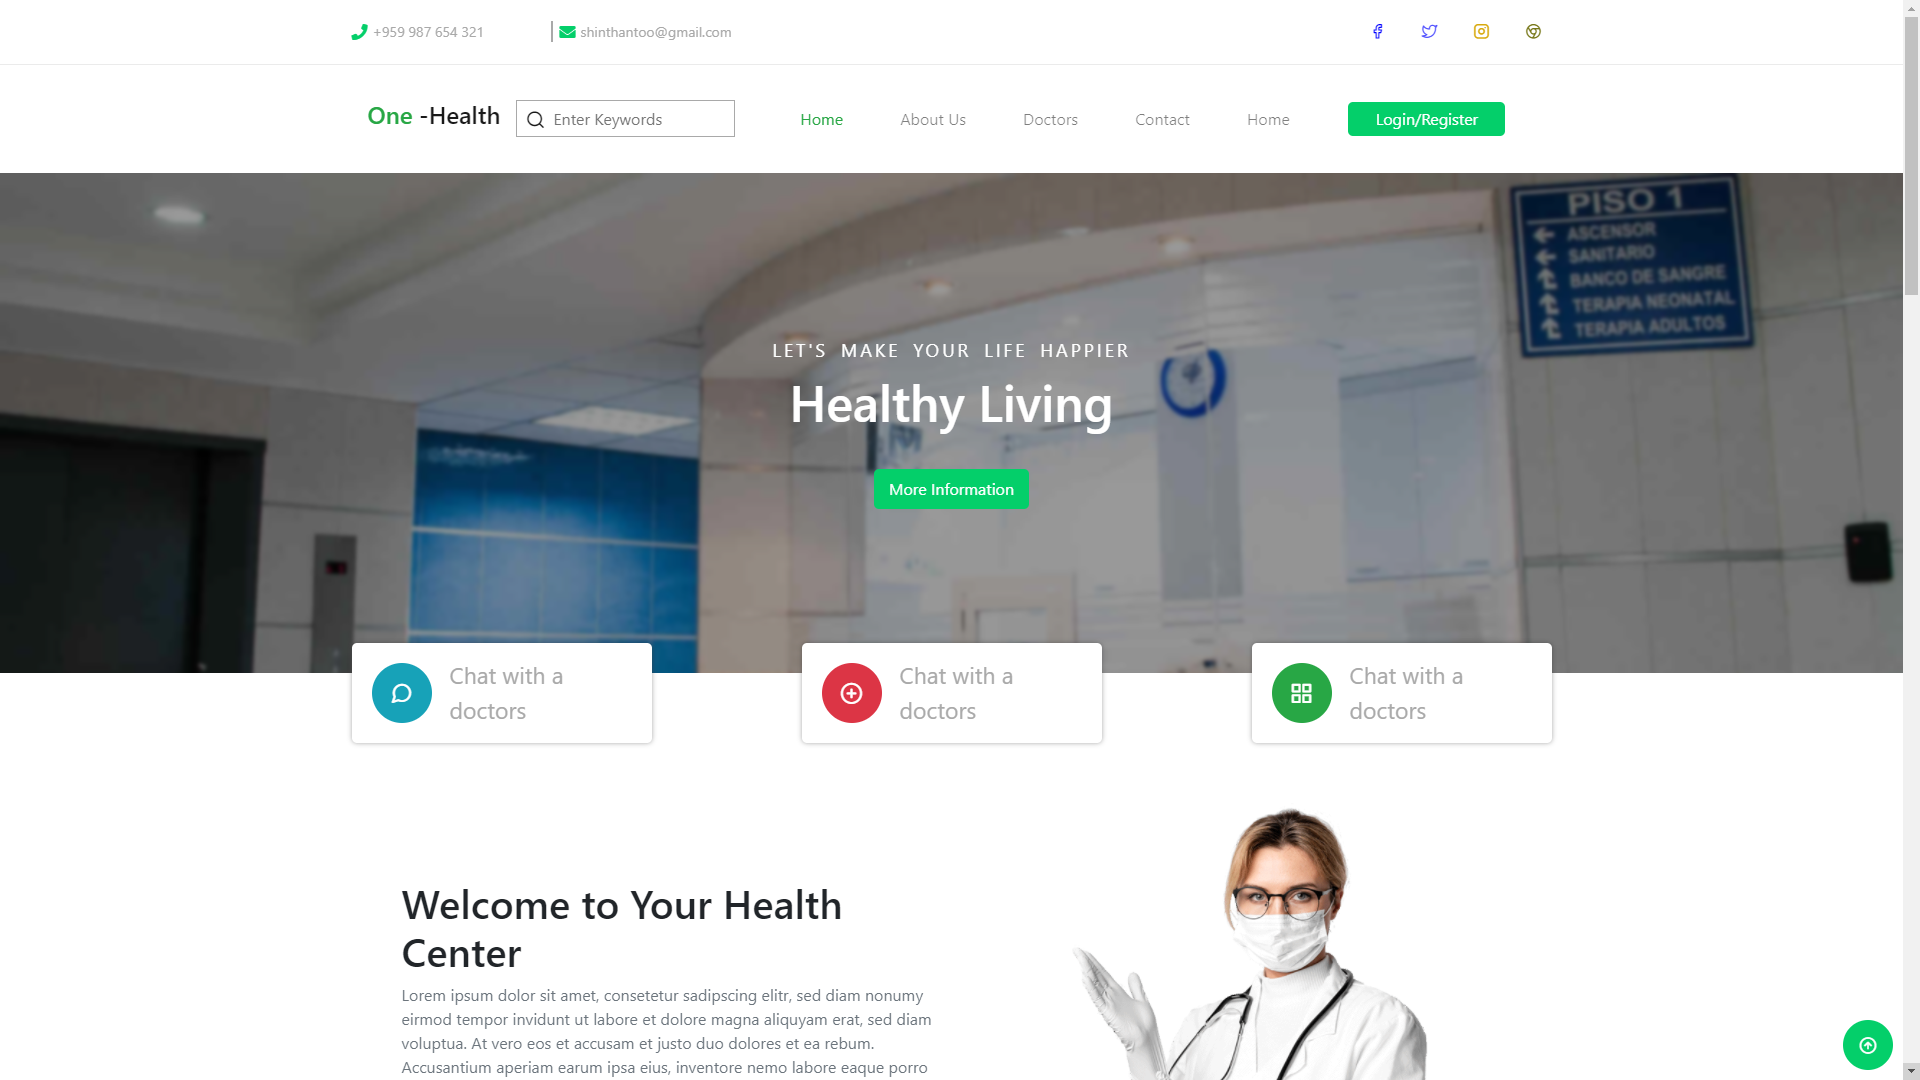 +959 987 654 321
shinthantoo@gmail.com
One -Health
Enter Keywords
Home
About Us
Doctors
Contact
Home
Login/Register
PISO 1
ASCENSOR
SANITARIO
BANCO DE SANGRE
TERAPIA NEONATAL
TERAPIA ADULTOS
LET'S MAKE YOUR LIFE HAPPIER
Healthy Living
More Information
Chat with a
doctors
Chat with a
doctors
Chat with a
doctors
Welcome to Your Health
Center
Lorem ipsum dolor sit amet, consetetur sadipscing elitr, sed diam nonumy
eirmod tempor invidunt ut labore et dolore magna aliquyam erat, sed diam
voluptua. At vero eos et accusam et justo duo dolores et ea rebum.
Accusantium aperiam earum ipsa eius, inventore nemo labore eaque porro